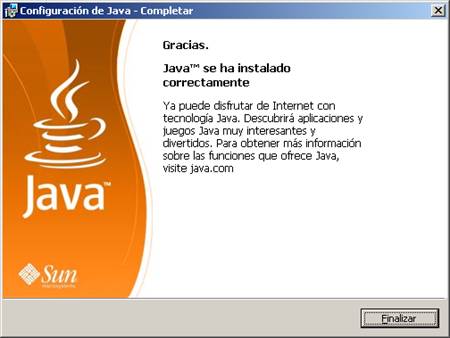 Configuración de Java - Completar
Gracias.
Java™ se ha instalado
correctamente
Ya puede disfrutar de Internet con
tecnología Java. Descubrirá aplicaciones y
juegos Java muy interesantes y
divertidos. Para obtener más información
sobre las funciones que ofrece Java,
visite java.com
Java™
Sun
microsystems
Finalizar